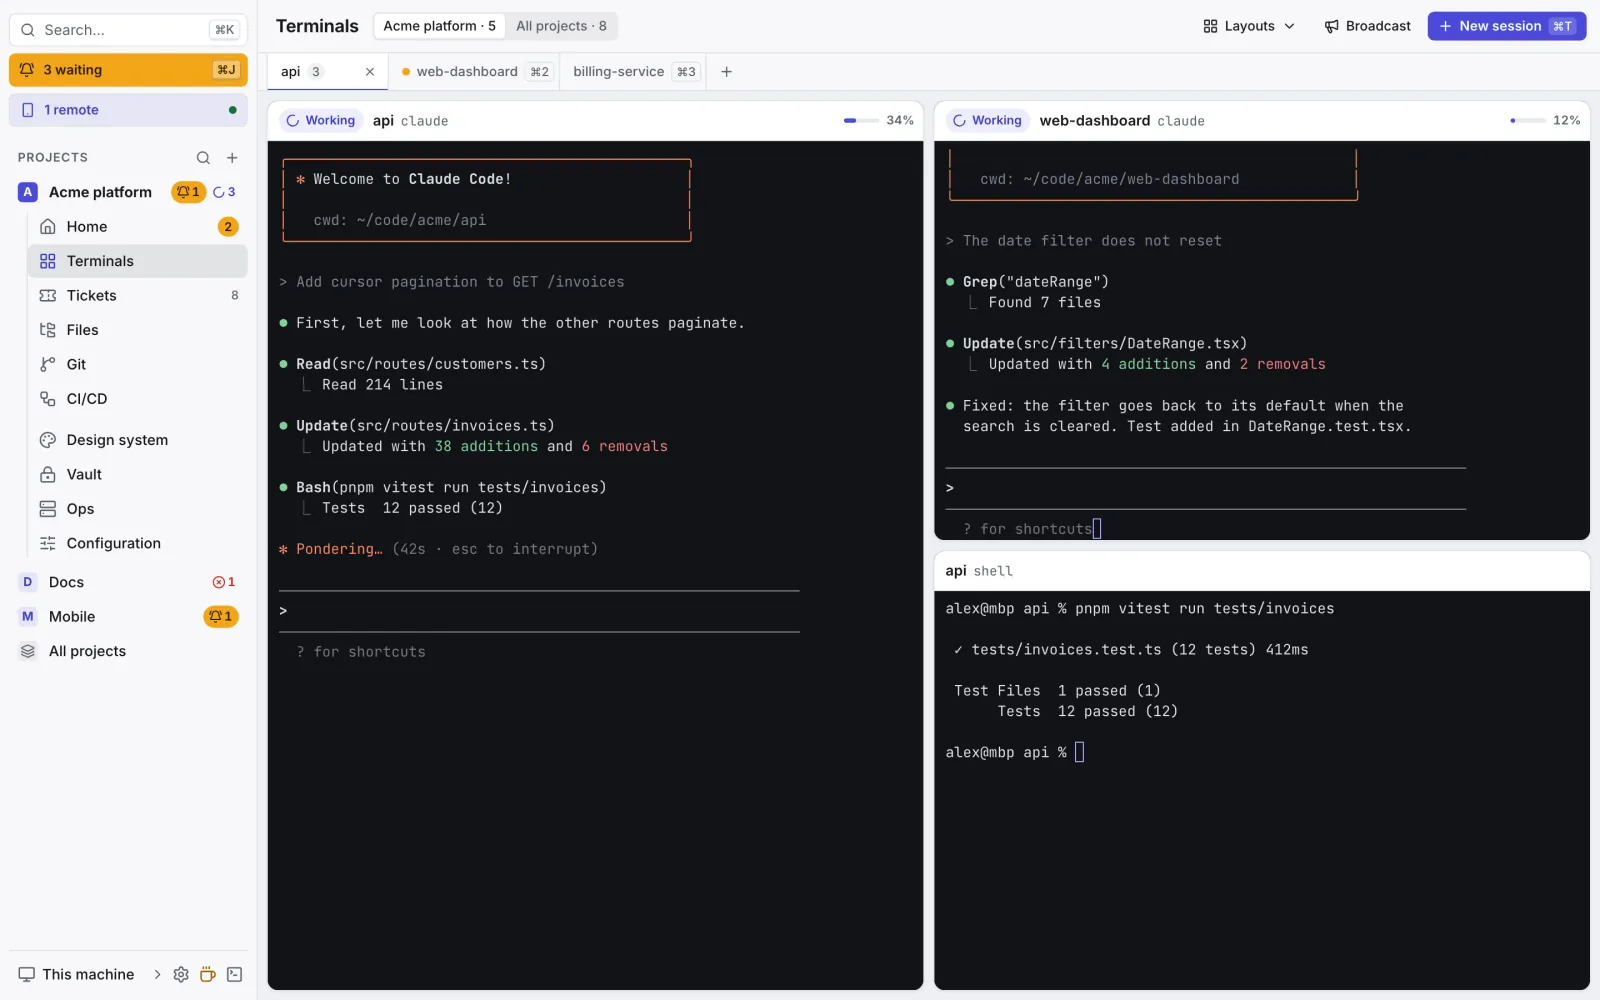 Search... ⌘K
3 waiting ⌘J
1 remote
PROJECTS
A Acme platform 1 3
Home 2
Terminals
Tickets 8
Files
Git
CI/CD
Design system
Vault
Ops
Configuration
D Docs 1
M Mobile 1
All projects
This machine
Terminals Acme platform · 5 All projects · 8 Layouts Broadcast + New session ⌘T
api 3 × web-dashboard ⌘2 billing-service ⌘3 +
Working api claude 34%
* Welcome to Claude Code!
cwd: ~/code/acme/api
> Add cursor pagination to GET /invoices
● First, let me look at how the other routes paginate.
● Read(src/routes/customers.ts)
⎿ Read 214 lines
● Update(src/routes/invoices.ts)
⎿ Updated with 38 additions and 6 removals
● Bash(pnpm vitest run tests/invoices)
⎿ Tests 12 passed (12)
* Pondering… (42s · esc to interrupt)
>
? for shortcuts
Working web-dashboard claude 12%
cwd: ~/code/acme/web-dashboard
> The date filter does not reset
● Grep("dateRange")
⎿ Found 7 files
● Update(src/filters/DateRange.tsx)
⎿ Updated with 4 additions and 2 removals
● Fixed: the filter goes back to its default when the
search is cleared. Test added in DateRange.test.tsx.
>
? for shortcuts
api shell
alex@mbp api % pnpm vitest run tests/invoices
✓ tests/invoices.test.ts (12 tests) 412ms
Test Files 1 passed (1)
Tests 12 passed (12)
alex@mbp api %